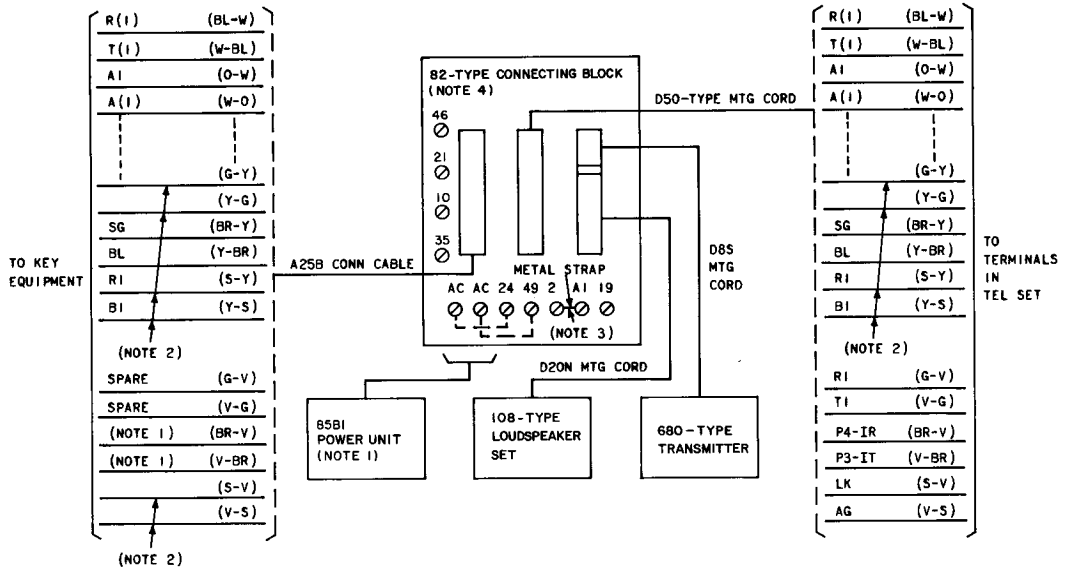 R(1) (BL-W)
T(1) (W-BL)
A1 (O-W)
A(1) (W-O)
(G-Y)
(Y-G)
SG (BR-Y)
BL (Y-BR)
R1 (S-Y)
B1 (Y-S)
(NOTE 2)
SPARE (G-V)
SPARE (V-G)
(NOTE 1) (BR-V)
(NOTE 1) (V-BR)
(S-V)
(V-S)
(NOTE 2)
TO KEY
EQUIPMENT
A25B CONN CABLE
82-TYPE CONNECTING BLOCK
(NOTE 4)
46
21
10
35
METAL STRAP
AC AC 24 49 2 A1 19
(NOTE 3)
D50-TYPE MTG CORD
D8S
MTG
CORD
D20N MTG CORD
85B1
POWER UNIT
(NOTE 1)
108-TYPE
LOUDSPEAKER
SET
680-TYPE
TRANSMITTER
R(1) (BL-W)
T(1) (W-BL)
A1 (O-W)
A(1) (W-O)
(G-Y)
(Y-G)
SG (BR-Y)
BL (Y-BR)
R1 (S-Y)
B1 (Y-S)
(NOTE 2)
R1 (G-V)
T1 (V-G)
P4-1R (BR-V)
P3-1T (V-BR)
LK (S-V)
AG (V-S)
TO
TERMINALS
IN
TEL SET